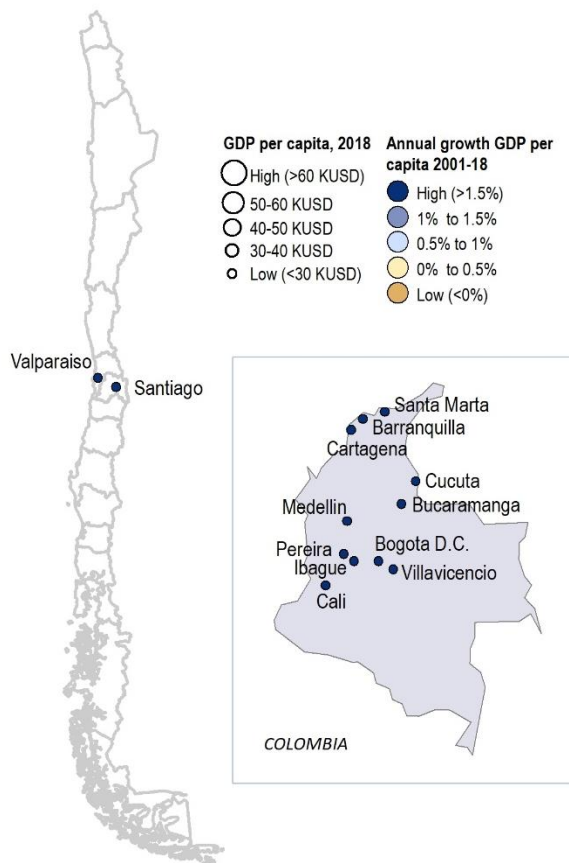 GDP per capita, 2018
High (>60 KUSD)
50-60 KUSD
40-50 KUSD
30-40 KUSD
Low (<30 KUSD)
Annual growth GDP per
capita 2001-18
High (>1.5%)
1% to 1.5%
0.5% to 1%
0% to 0.5%
Low (<0%)
Valparaiso
Santiago
Santa Marta
Barranquilla
Cartagena
Cucuta
Bucaramanga
Medellin
Pereira
Bogota D.C.
Ibague
Villavicencio
Cali
COLOMBIA